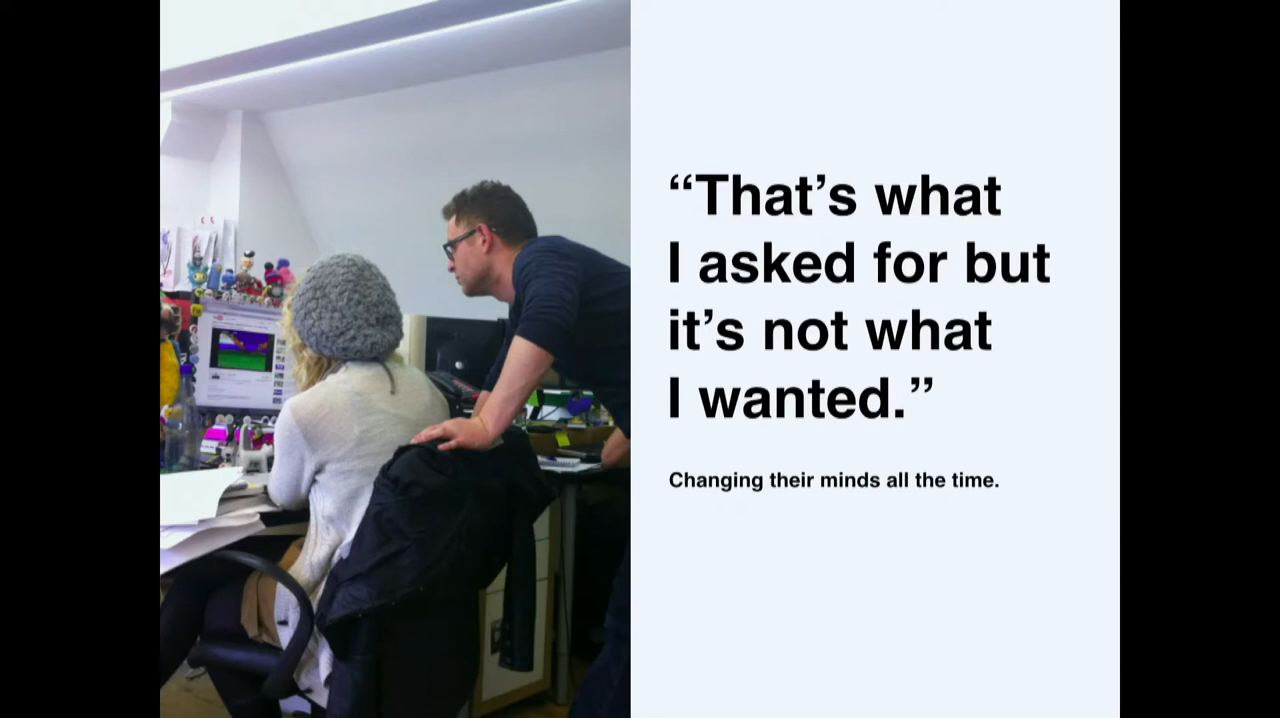 “That’s what
I asked for but
it’s not what
I wanted.”
Changing their minds all the time.